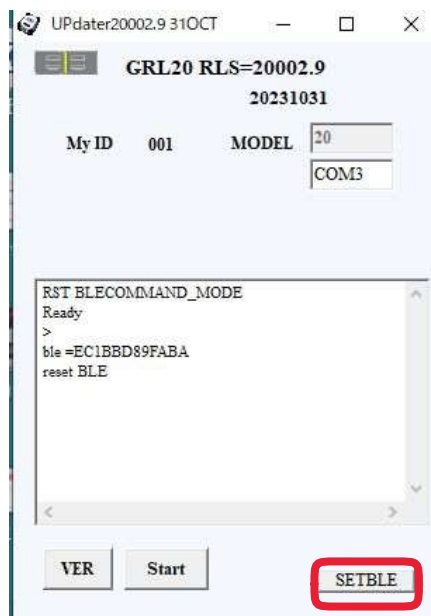 UPdater20002.9 31OCT
GRL20 RLS=20002.9
20231031
My ID 001 MODEL 20
COM3
RST BLECOMMAND_MODE
Ready
>
ble =EC1BBD89FABA
reset BLE
VER Start SETBLE